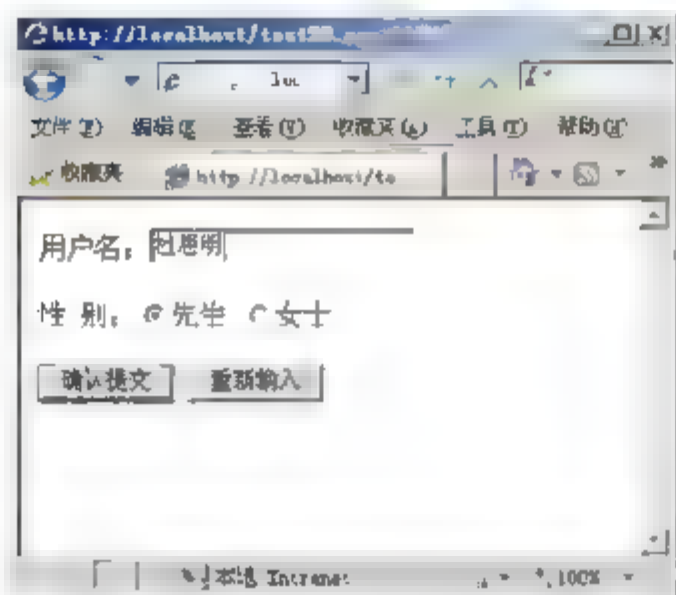 http://localhost/test
文件(F) 编辑(E) 查看(V) 收藏夹(A) 工具(T) 帮助(H)
收藏夹 http://localhost/te
用户名：
性 别： 先生 女士
确认提交 重新输入
本地 Intranet 100%